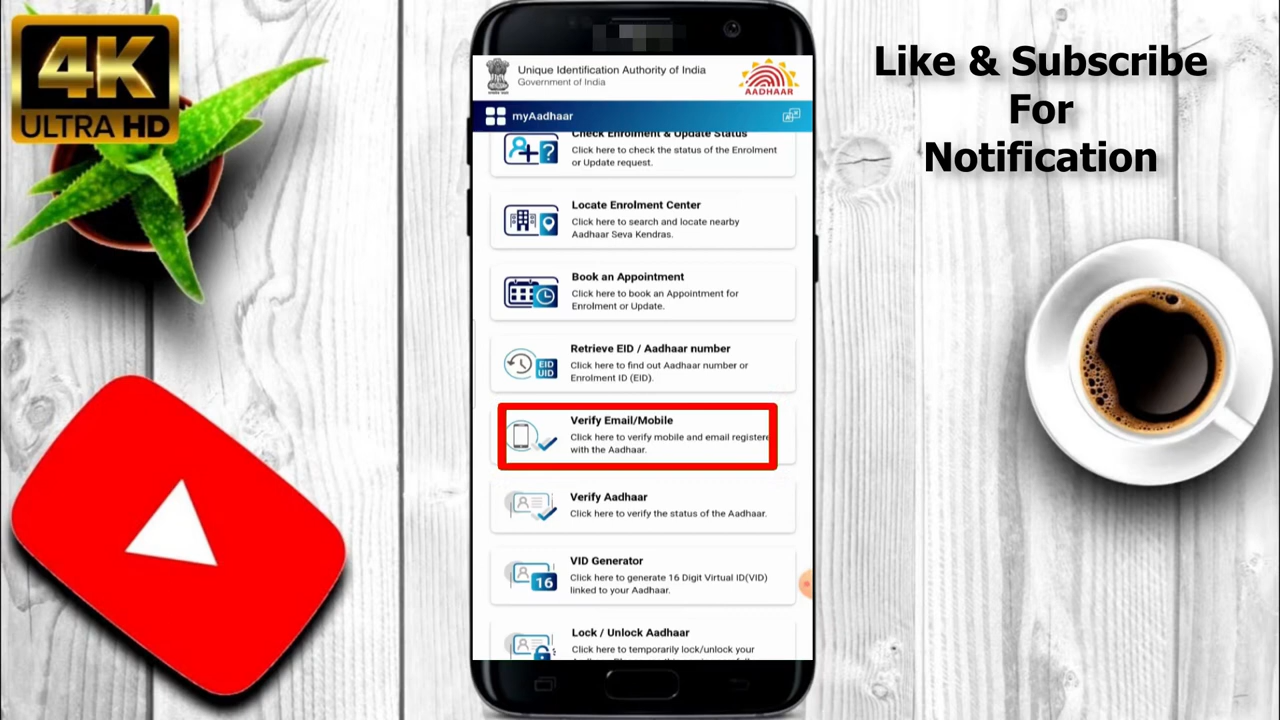 4K
ULTRA HD
Like & Subscribe
For
Notification
Unique Identification Authority of India
Government of India
AADHAAR
myAadhaar
Check Enrolment & Update Status
Click here to check the status of the Enrolment
or Update request.
Locate Enrolment Center
Click here to search and locate nearby
Aadhaar Seva Kendras.
Book an Appointment
Click here to book an Appointment for
Enrolment or Update.
Retrieve EID / Aadhaar number
EID
UID
Click here to find out Aadhaar number or
Enrolment ID (EID).
Verify Email/Mobile
Click here to verify mobile and email registere
with the Aadhaar.
Verify Aadhaar
Click here to verify the status of the Aadhaar.
VID Generator
16
Click here to generate 16 Digit Virtual ID(VID)
linked to your Aadhaar.
Lock / Unlock Aadhaar
Click here to temporarily lock/unlock your